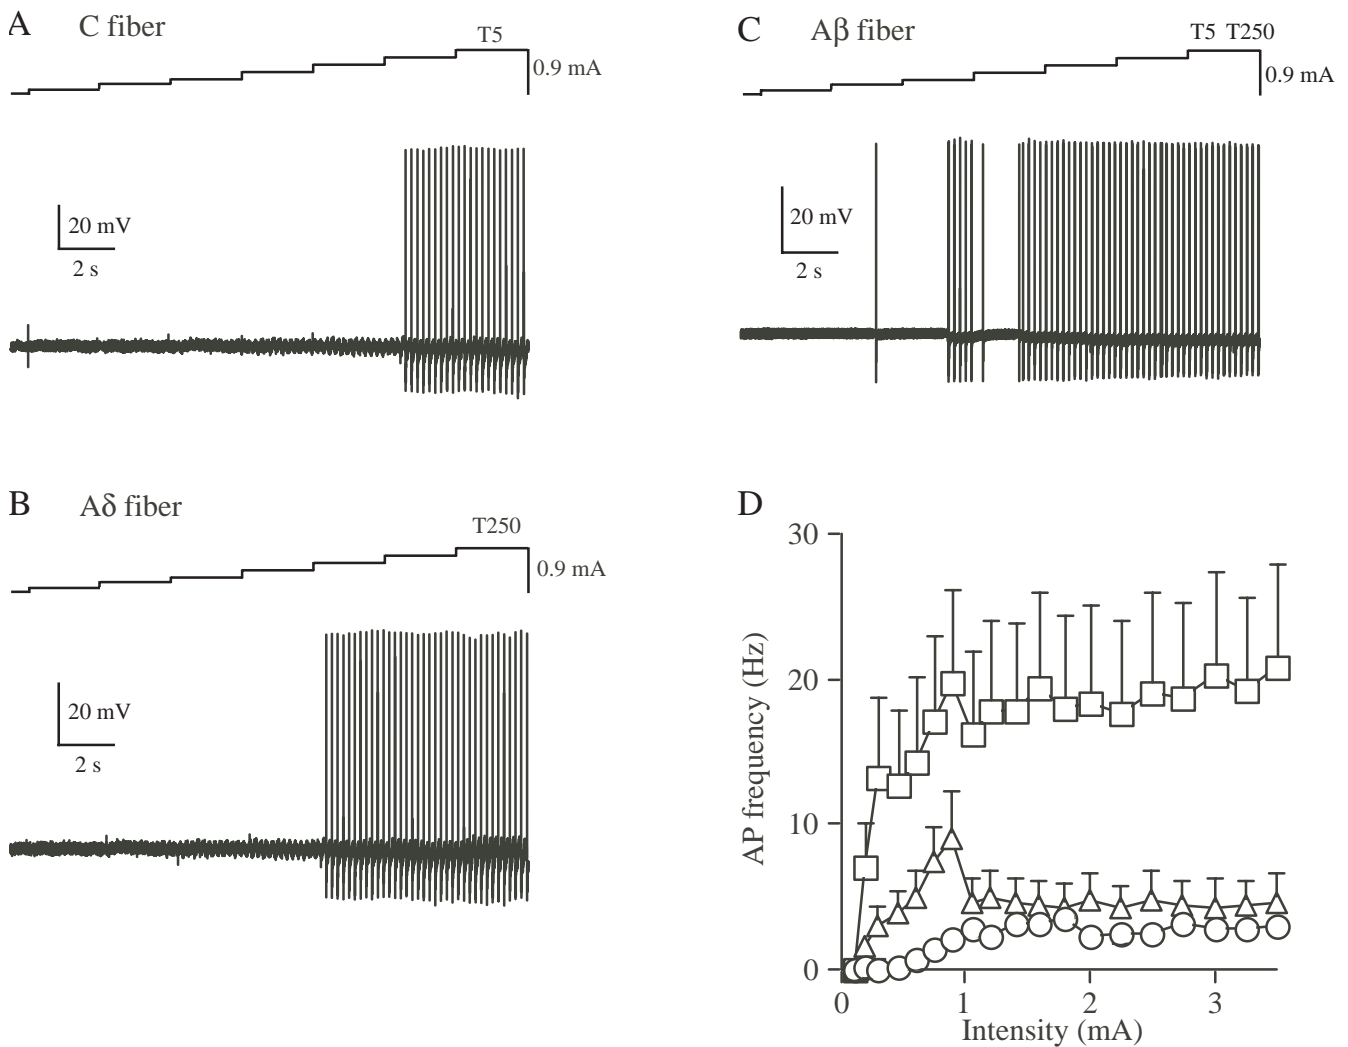 A C fiber
T5
0.9 mA
20 mV
2 s
B Aδ fiber
T250
0.9 mA
20 mV
2 s
C Aβ fiber
T5 T250
0.9 mA
20 mV
2 s
D
30
20
10
0
AP frequency (Hz)
0 1 2 3
Intensity (mA)